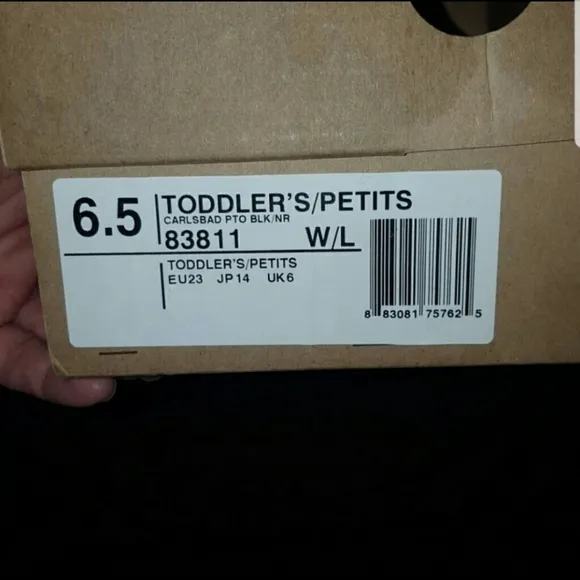 6.5 TODDLER'S/PETITS
CARLSBAD PTO BLK/NR
83811 W/L
TODDLER'S/PETITS
EU23 JP14 UK6
8 83081 75762 5